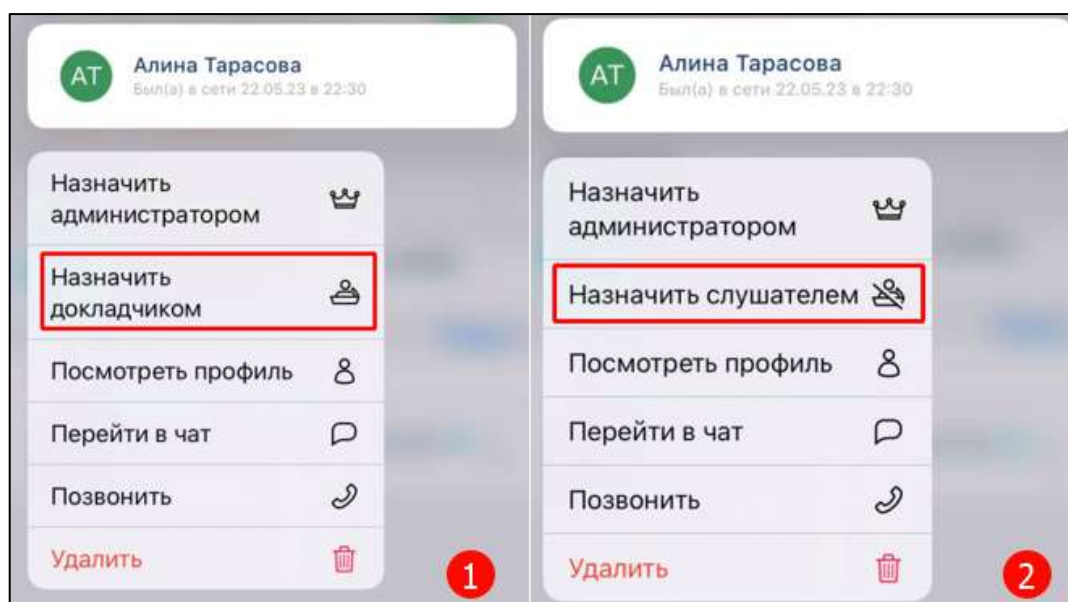 АТ
Алина Тарасова
Был(а) в сети 22.05.23 в 22:30
Назначить
администратором
Назначить
докладчиком
Посмотреть профиль
Перейти в чат
Позвонить
Удалить
1
АТ
Алина Тарасова
Был(а) в сети 22.05.23 в 22:30
Назначить
администратором
Назначить слушателем
Посмотреть профиль
Перейти в чат
Позвонить
Удалить
2